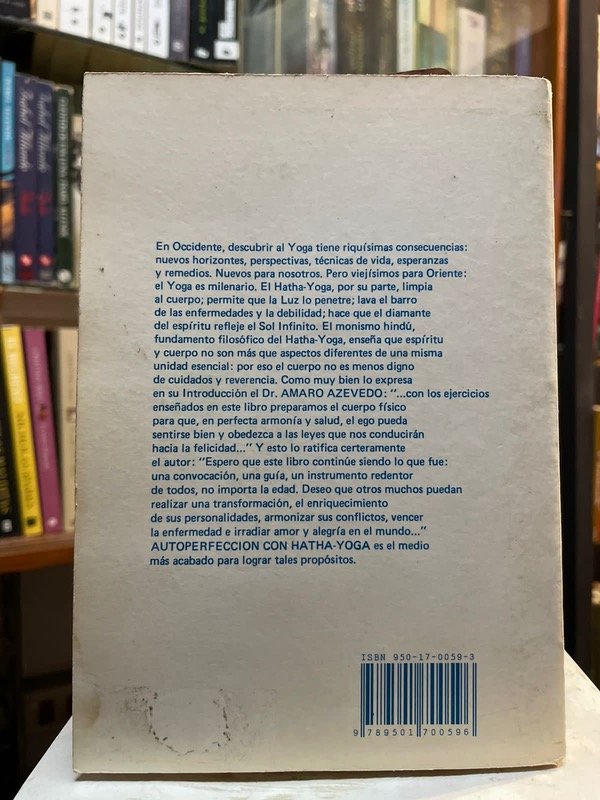 En Occidente, descubrir al Yoga tiene riquísimas consecuencias:
nuevos horizontes, perspectivas, técnicas de vida, esperanzas
y remedios. Nuevos para nosotros. Pero viejísimos para Oriente:
el Yoga es milenario. El Hatha-Yoga, por su parte, limpia
al cuerpo; permite que la Luz lo penetre; lava el barro
de las enfermedades y la debilidad; hace que el diamante
del espíritu refleje el Sol Infinito. El monismo hindú,
fundamento filosófico del Hatha-Yoga, enseña que espíritu
y cuerpo no son más que aspectos diferentes de una misma
unidad esencial: por eso el cuerpo no es menos digno
de cuidados y reverencia. Como muy bien lo expresa
en su Introducción el Dr. AMARO AZEVEDO: "...con los ejercicios
enseñados en este libro preparamos el cuerpo físico
para que, en perfecta armonía y salud, el ego pueda
sentirse bien y obedezca a las leyes que nos conducirán
hacia la felicidad..." Y esto lo ratifica certeramente
el autor: "Espero que este libro continúe siendo lo que fue:
una convocación, una guía, un instrumento redentor
de todos, no importa la edad. Deseo que otros muchos puedan
realizar una transformación, el enriquecimiento
de sus personalidades, armonizar sus conflictos, vencer
la enfermedad e irradiar amor y alegría en el mundo..."
AUTOPERFECCION CON HATHA-YOGA es el medio
más acabado para lograr tales propósitos.
ISBN 950-17-0059-3
9 789501 700596